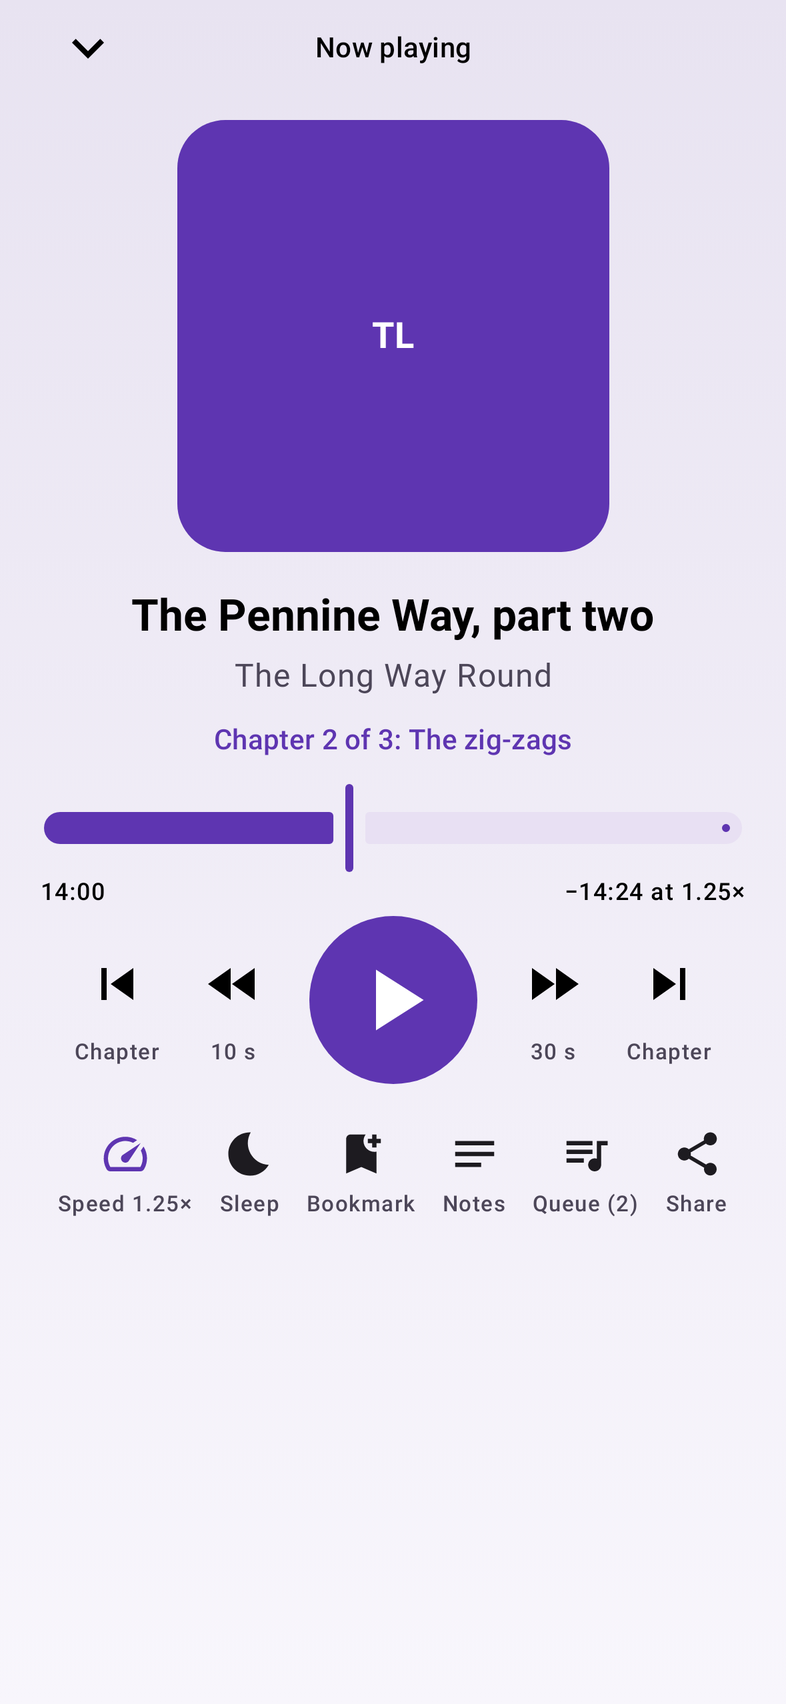 Now playing
TL
The Pennine Way, part two
The Long Way Round
Chapter 2 of 3: The zig-zags
14:00
−14:24 at 1.25×
Chapter
10 s
30 s
Chapter
Speed 1.25×
Sleep
Bookmark
Notes
Queue (2)
Share